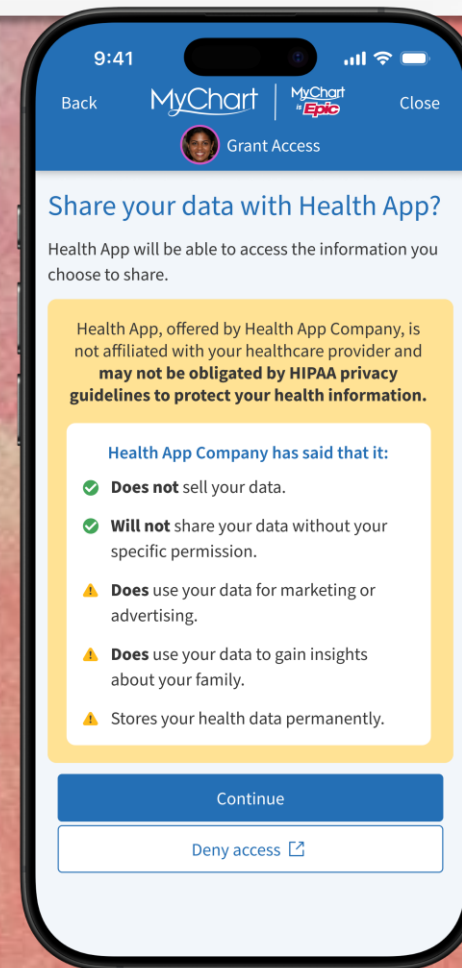 9:41
Back
MyChart
MyChart
is Epic
Close
Grant Access
Share your data with Health App?
Health App will be able to access the information you
choose to share.
Health App, offered by Health App Company, is
not affiliated with your healthcare provider and
may not be obligated by HIPAA privacy
guidelines to protect your health information.
Health App Company has said that it:
Does not sell your data.
Will not share your data without your
specific permission.
Does use your data for marketing or
advertising.
Does use your data to gain insights
about your family.
Stores your health data permanently.
Continue
Deny access